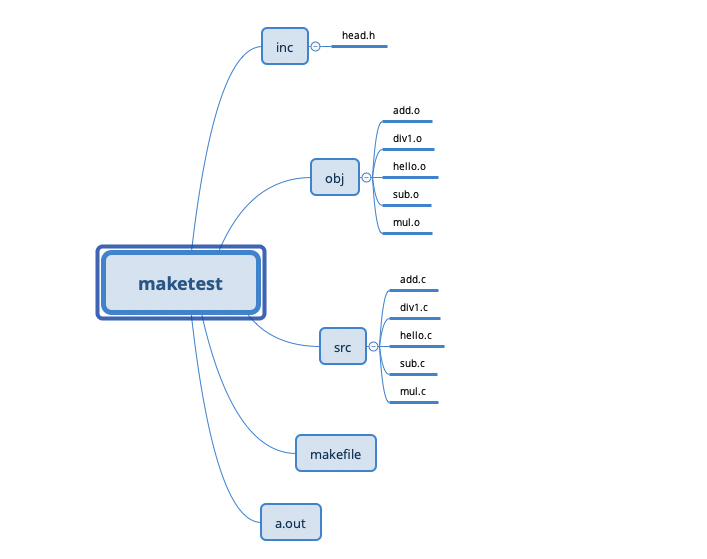 maketest
inc
head.h
obj
add.o
div1.o
hello.o
sub.o
mul.o
src
add.c
div1.c
hello.c
sub.c
mul.c
makefile
a.out